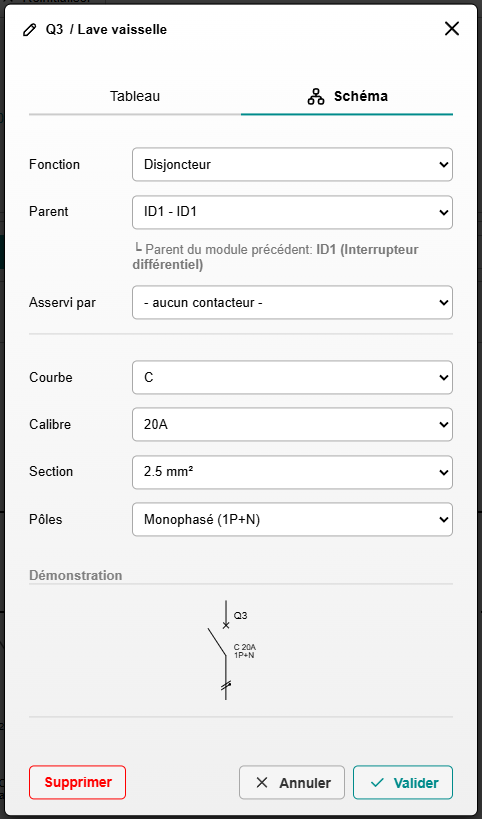 Q3 / Lave vaisselle
Tableau
Schéma
Fonction
Disjoncteur
Parent
ID1 - ID1
└ Parent du module précédent: ID1 (Interrupteur
différentiel)
Asservi par
- aucun contacteur -
Courbe
C
Calibre
20A
Section
2.5 mm²
Pôles
Monophasé (1P+N)
Démonstration
Q3
C 20A
1P+N
Supprimer
Annuler
Valider